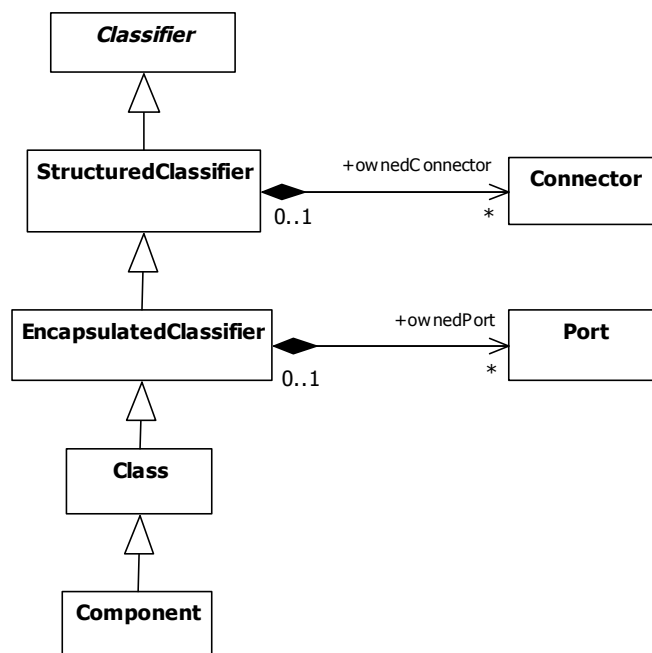 Classifier
StructuredClassifier
+ownedConnector
Connector
0..1
*
EncapsulatedClassifier
+ownedPort
Port
0..1
*
Class
Component